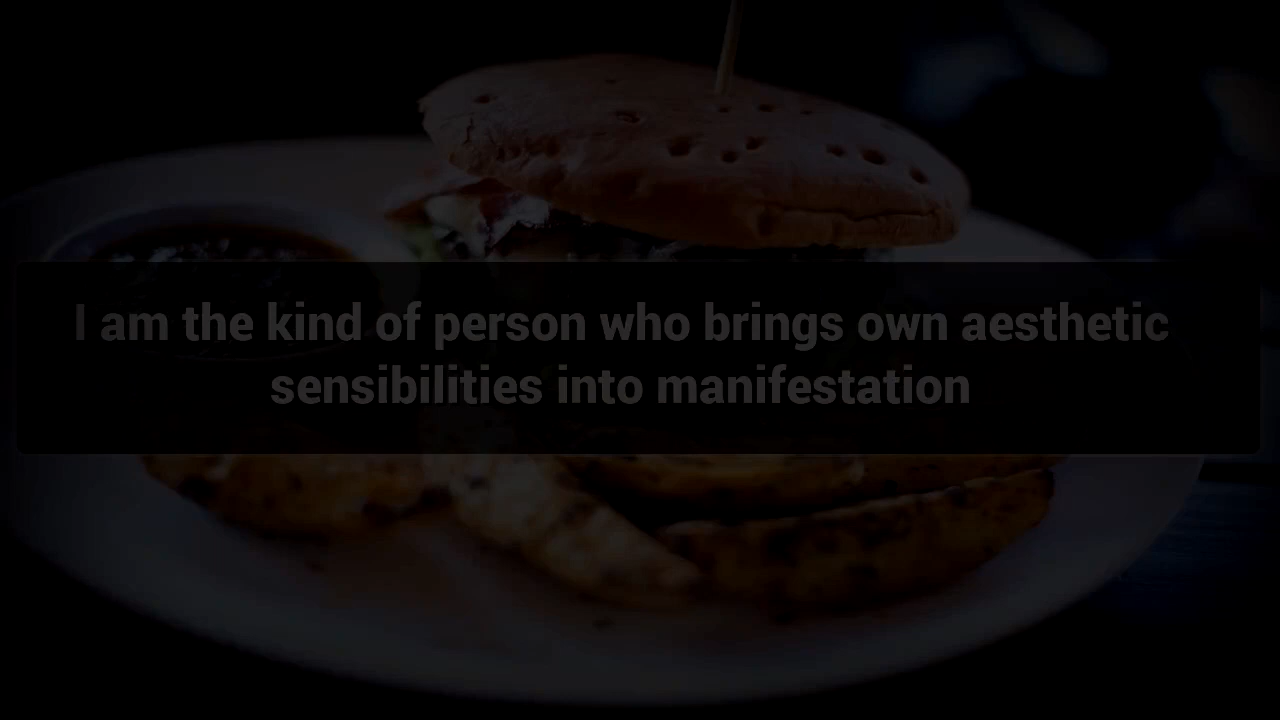 I am the kind of person who brings own aesthetic
sensibilities into manifestation